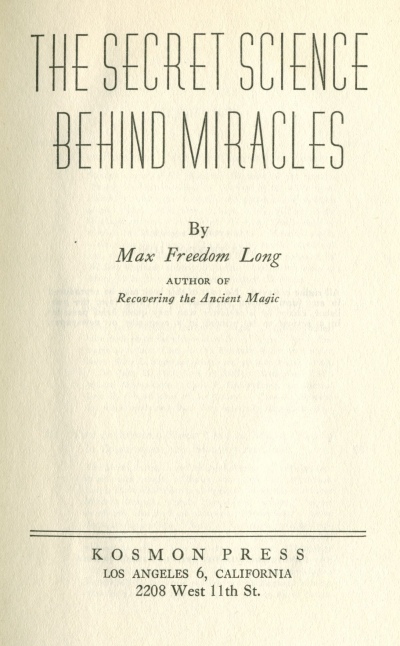 THE SECRET SCIENCE
BEHIND MIRACLES
By
Max Freedom Long
AUTHOR OF
Recovering the Ancient Magic
KOSMON PRESS
LOS ANGELES 6, CALIFORNIA
2208 West 11th St.